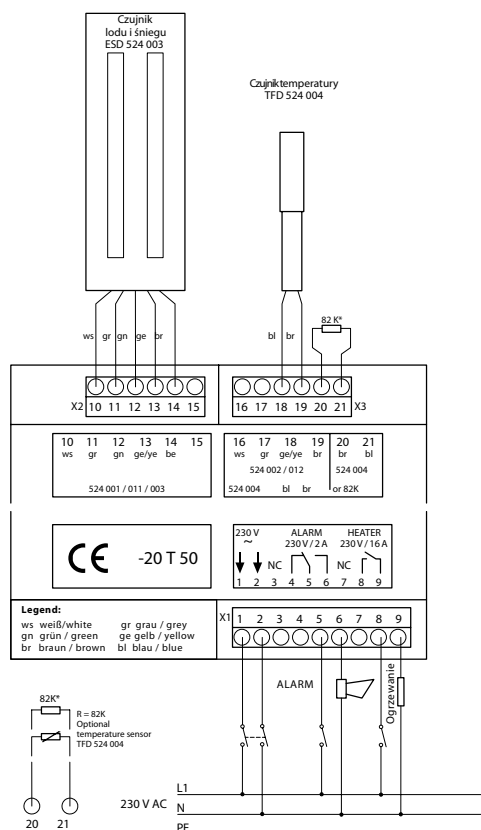 Czujnik
lodu i śniegu
ESD 524 003
Czujnik temperatury
TFD 524 004
ws gr gn ge br
bl br
82 K*
X2 10 11 12 13 14 15
16 17 18 19 20 21 X3
10 11 12 13 14 15
ws gr gn ge/ye be
524 001 / 011 / 003
16 17 18 19 20 21
ws gr ge/ye br br bl
524 002 / 012 524 004
524 004 bl br or 82K
CE -20 T 50
230 V ALARM HEATER
~ 230 V / 2 A 230 V / 16 A
NC NC
1 2 3 4 5 6 7 8 9
Legend:
ws weiß/white gr grau / grey
gn grün / green ge gelb / yellow
br braun / brown bl blau / blue
X1 1 2 3 4 5 6 7 8 9
ALARM
Ogrzewanie
82K*
R = 82K
Optional
temperature sensor
TFD 524 004
20 21
230 V AC
L1
N
PE